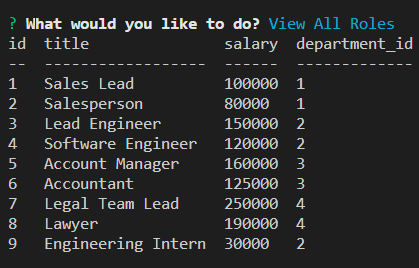 ? What would you like to do? View All Roles
id  title               salary  department_id
--  ------------------  ------  -------------
1   Sales Lead          100000  1
2   Salesperson         80000   1
3   Lead Engineer       150000  2
4   Software Engineer   120000  2
5   Account Manager     160000  3
6   Accountant          125000  3
7   Legal Team Lead     250000  4
8   Lawyer              190000  4
9   Engineering Intern  30000   2